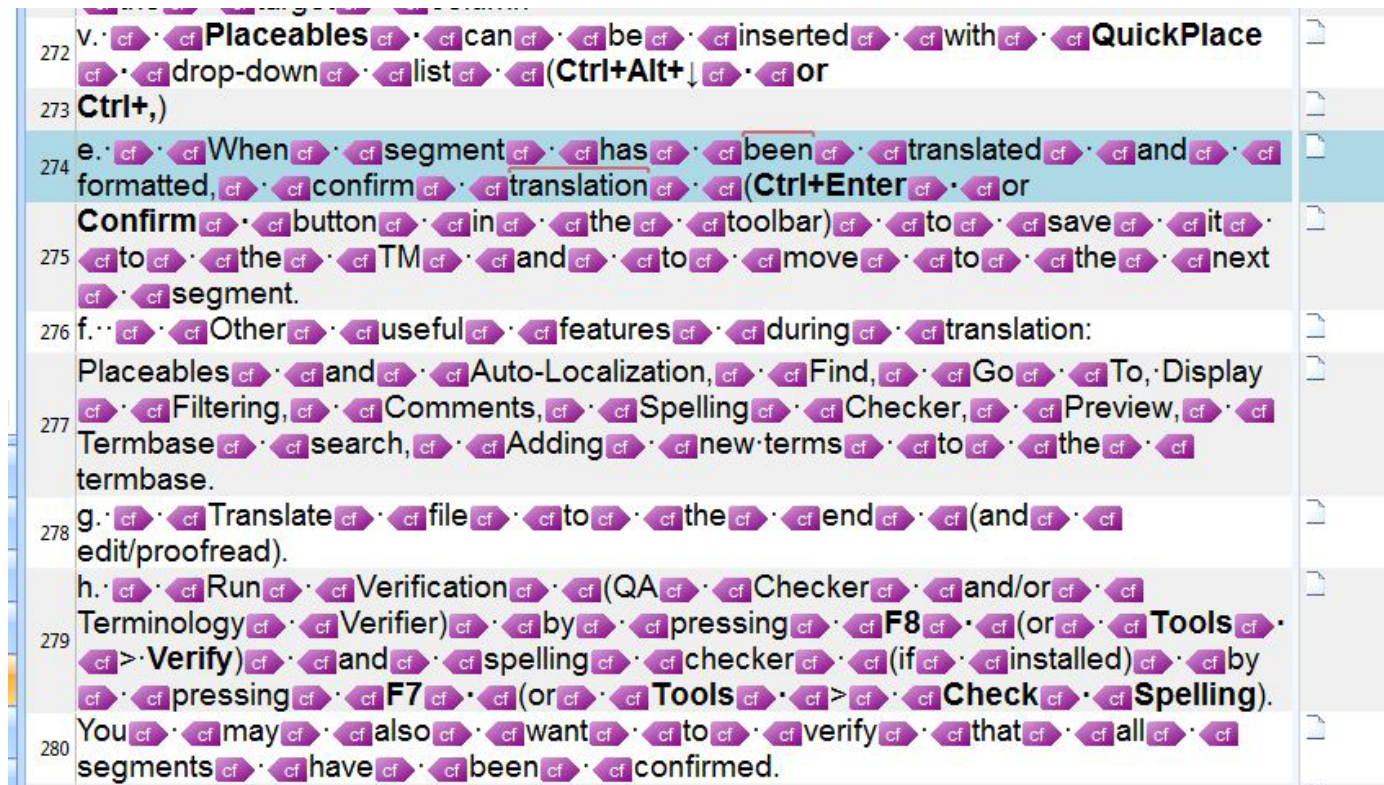 272 v. Placeables can be inserted with QuickPlace
drop-down list (Ctrl+Alt+↓ or
273 Ctrl+,)
274 e. When segment has been translated and
formatted, confirm translation (Ctrl+Enter or
Confirm button in the toolbar) to save it
275 to the TM and to move to the next
segment.
276 f. Other useful features during translation:
Placeables and Auto-Localization, Find, Go To, Display
277 Filtering, Comments, Spelling Checker, Preview,
Termbase search, Adding new terms to the
termbase.
278 g. Translate file to the end (and
edit/proofread).
h. Run Verification (QA Checker and/or
279 Terminology Verifier) by pressing F8 (or Tools
> Verify) and spelling checker (if installed) by
pressing F7 (or Tools > Check Spelling).
280 You may also want to verify that all
segments have been confirmed.